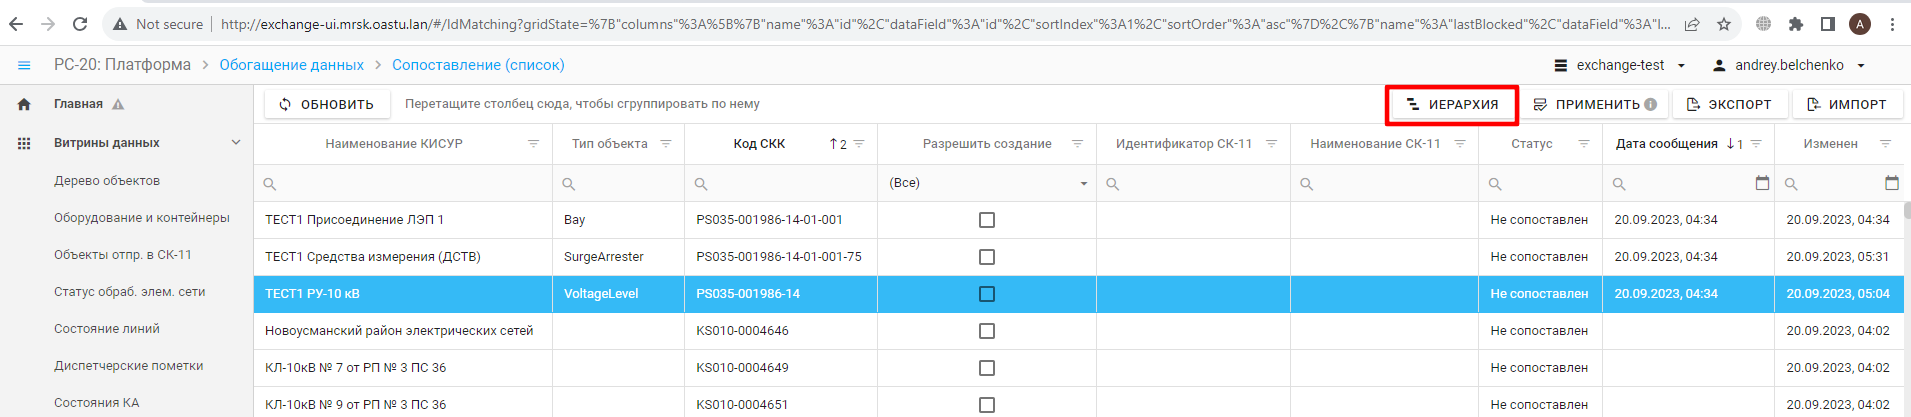 Not secure | http://exchange-ui.mrsk.oastu.lan/#/IdMatching?gridState=%7B"columns"%3A%5B%7B"name"%3A"id"%2C"dataField"%3A"id"%2C"sortIndex"%3A1%2C"sortOrder"%3A"asc"%7D%2C%7B"name"%3A"lastBlocked"%2C"dataField"%3A"l... A
РС-20: Платформа > Обогащение данных > Сопоставление (список) exchange-test andrey.belchenko
Главная
Витрины данных
Дерево объектов
Оборудование и контейнеры
Объекты отпр. в СК-11
Статус обраб. элем. сети
Состояние линий
Диспетчерские пометки
Состояния КА
ОБНОВИТЬ Перетащите столбец сюда, чтобы сгруппировать по нему ИЕРАРХИЯ ПРИМЕНИТЬ ЭКСПОРТ ИМПОРТ
Наименование КИСУР Тип объекта Код СКК ↑2 Разрешить создание Идентификатор СК-11 Наименование СК-11 Статус Дата сообщения ↓1 Изменен
(Все)
ТЕСТ1 Присоединение ЛЭП 1 Bay PS035-001986-14-01-001 Не сопоставлен 20.09.2023, 04:34 20.09.2023, 04:34
ТЕСТ1 Средства измерения (ДСТВ) SurgeArrester PS035-001986-14-01-001-75 Не сопоставлен 20.09.2023, 04:34 20.09.2023, 05:31
ТЕСТ1 РУ-10 кВ VoltageLevel PS035-001986-14 Не сопоставлен 20.09.2023, 04:34 20.09.2023, 05:04
Новоусманский район электрических сетей KS010-0004646 Не сопоставлен 20.09.2023, 04:02
КЛ-10кВ № 7 от РП № 3 ПС 36 KS010-0004649 Не сопоставлен 20.09.2023, 04:02
КЛ-10кВ № 9 от РП № 3 ПС 36 KS010-0004651 Не сопоставлен 20.09.2023, 04:02